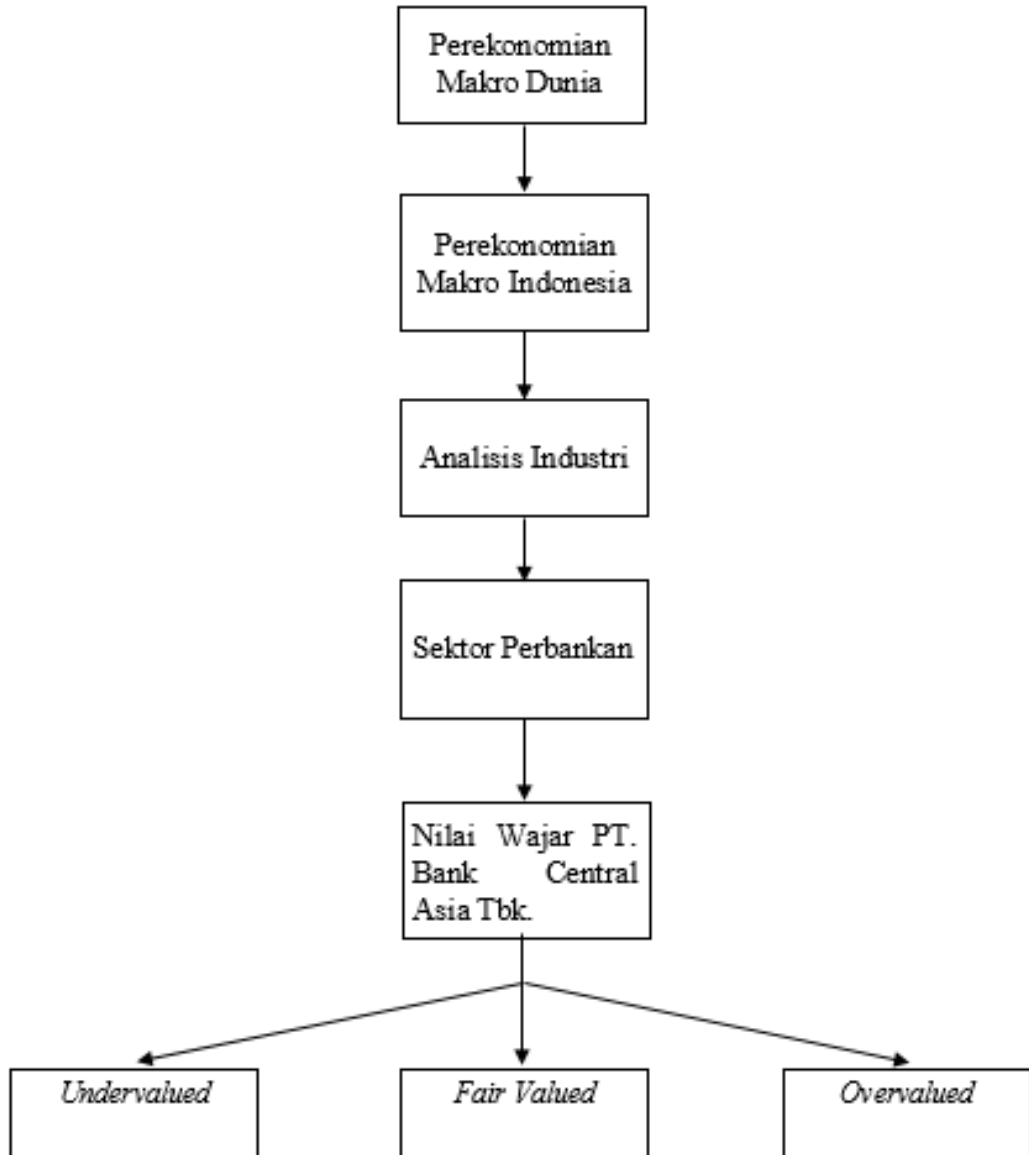 Perekonomian
Makro Dunia
Perekonomian
Makro Indonesia
Analisis Industri
Sektor Perbankan
Nilai Wajar PT.
Bank Central
Asia Tbk.
Undervalued
Fair Valued
Overvalued